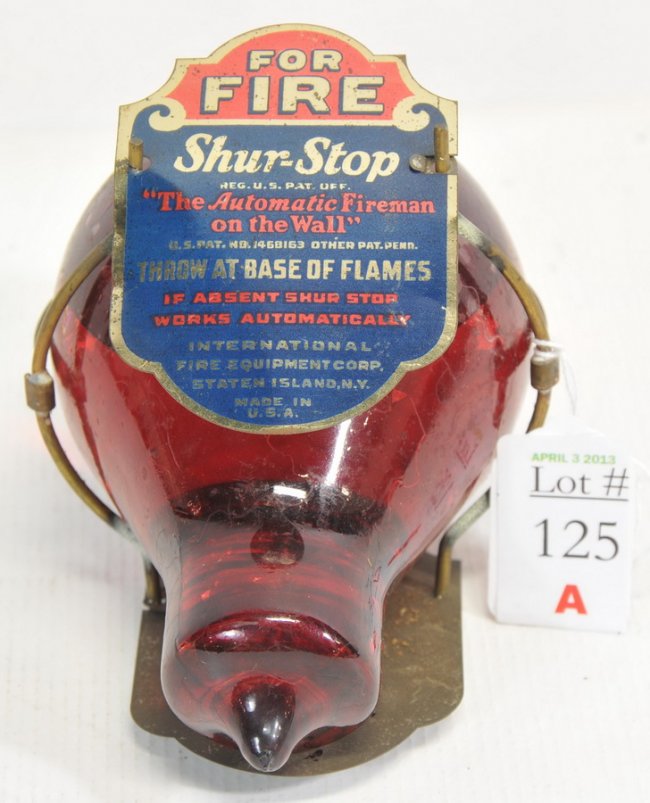 FOR
FIRE
Shur-Stop
REG. U.S. PAT. OFF.
"The Automatic Fireman
on the Wall"
U.S. PAT. NO. 1468163 OTHER PAT. PEND.
THROW AT BASE OF FLAMES
IF ABSENT SHUR STOP
WORKS AUTOMATICALLY
INTERNATIONAL
FIRE EQUIPMENT CORP.
STATEN ISLAND, N.Y.
MADE IN
U.S.A.
APRIL 3 2013
Lot #
125
A